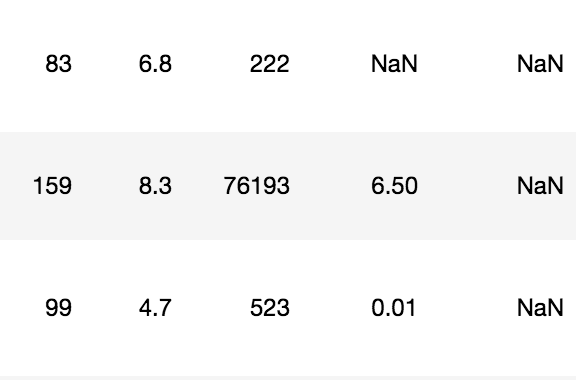 83 6.8 222 NaN NaN
159 8.3 76193 6.50 NaN
99 4.7 523 0.01 NaN